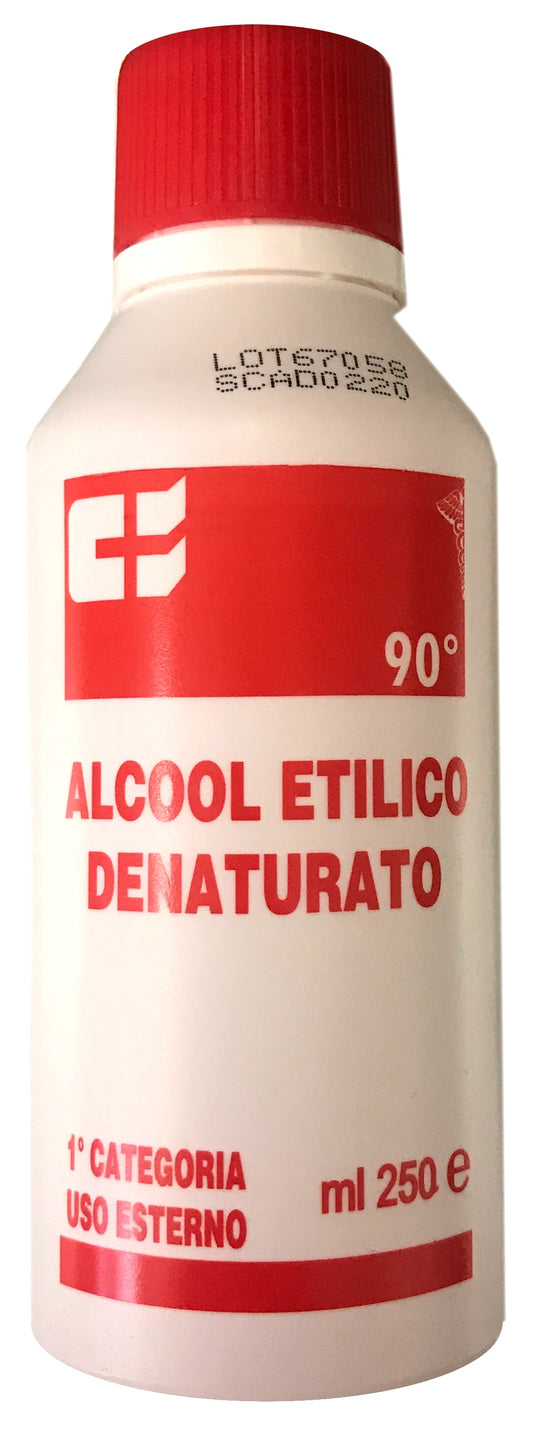 LOT67058
SCAD0220
90°
ALCOOL ETILICO
DENATURATO
1° CATEGORIA
USO ESTERNO
ml 250 e